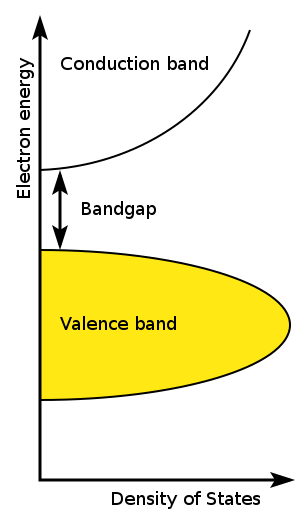 Electron energy
Conduction band
Bandgap
Valence band
Density of States